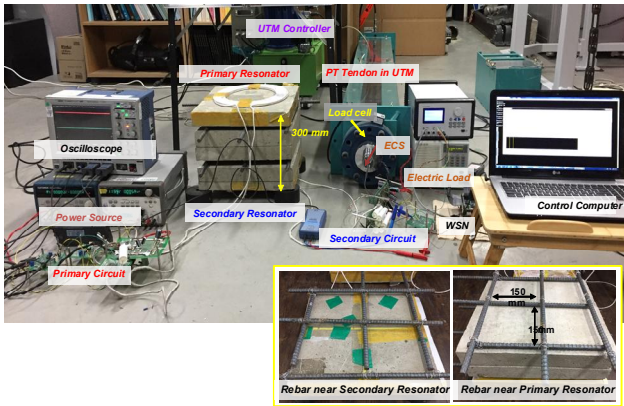 UTM Controller
Primary Resonator
PT Tendon in UTM
Load cell
300 mm
Oscilloscope
ECS
Electric Load
Power Source
Secondary Resonator
Control Computer
WSN
Secondary Circuit
Primary Circuit
150
mm
150mm
Rebar near Secondary Resonator
Rebar near Primary Resonator